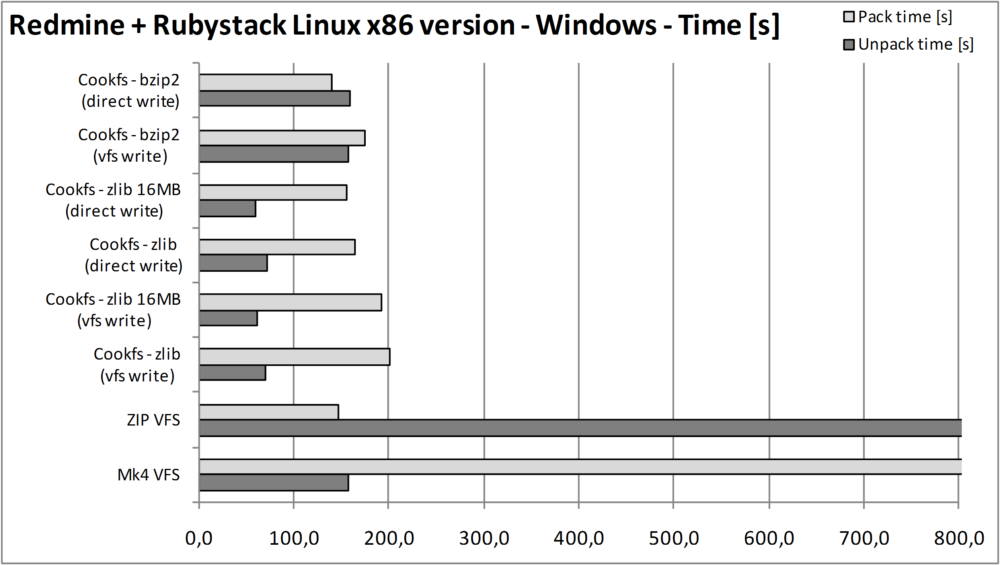 Redmine + Rubystack Linux x86 version - Windows - Time [s]
Pack time [s]
Unpack time [s]
Cookfs - bzip2
(direct write)
Cookfs - bzip2
(vfs write)
Cookfs - zlib 16MB
(direct write)
Cookfs - zlib
(direct write)
Cookfs - zlib 16MB
(vfs write)
Cookfs - zlib
(vfs write)
ZIP VFS
Mk4 VFS
0,0 100,0 200,0 300,0 400,0 500,0 600,0 700,0 800,0